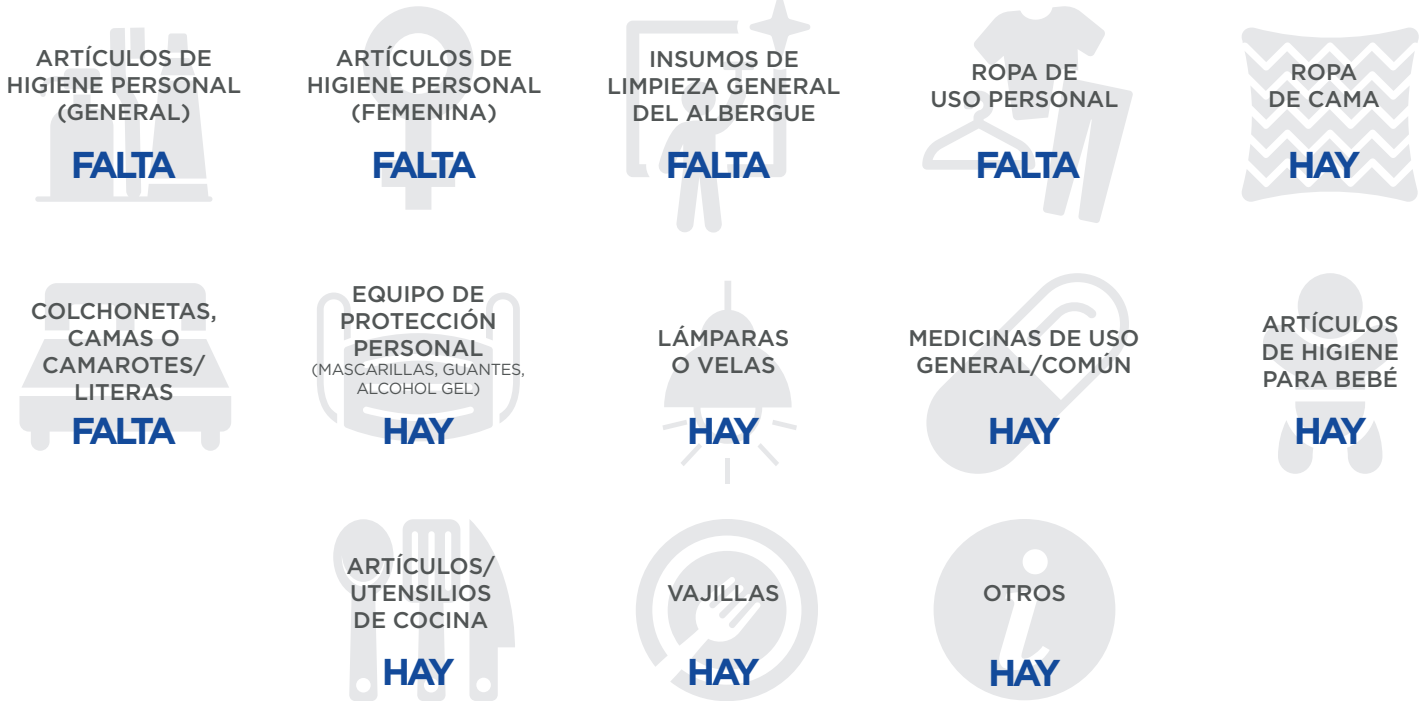 ARTÍCULOS DE
HIGIENE PERSONAL
(GENERAL)
FALTA
ARTÍCULOS DE
HIGIENE PERSONAL
(FEMENINA)
FALTA
INSUMOS DE
LIMPIEZA GENERAL
DEL ALBERGUE
FALTA
ROPA DE
USO PERSONAL
FALTA
ROPA
DE CAMA
HAY
COLCHONETAS,
CAMAS O
CAMAROTES/
LITERAS
FALTA
EQUIPO DE
PROTECCIÓN
PERSONAL
(MASCARILLAS, GUANTES,
ALCOHOL GEL)
HAY
LÁMPARAS
O VELAS
HAY
MEDICINAS DE USO
GENERAL/COMÚN
HAY
ARTÍCULOS
DE HIGIENE
PARA BEBÉ
HAY
ARTÍCULOS/
UTENSILIOS
DE COCINA
HAY
VAJILLAS
HAY
OTROS
HAY